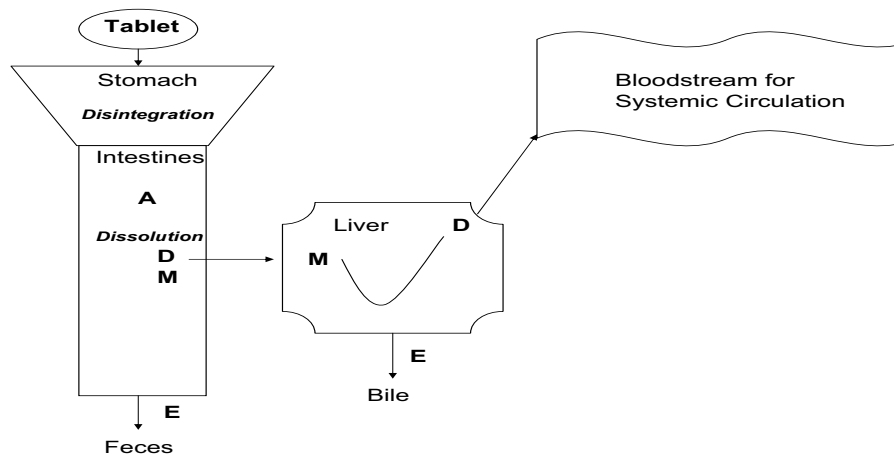 Tablet
Stomach
Disintegration
Intestines
A
Dissolution
D
M
E
Feces
Liver
D
M
E
Bile
Bloodstream for
Systemic Circulation